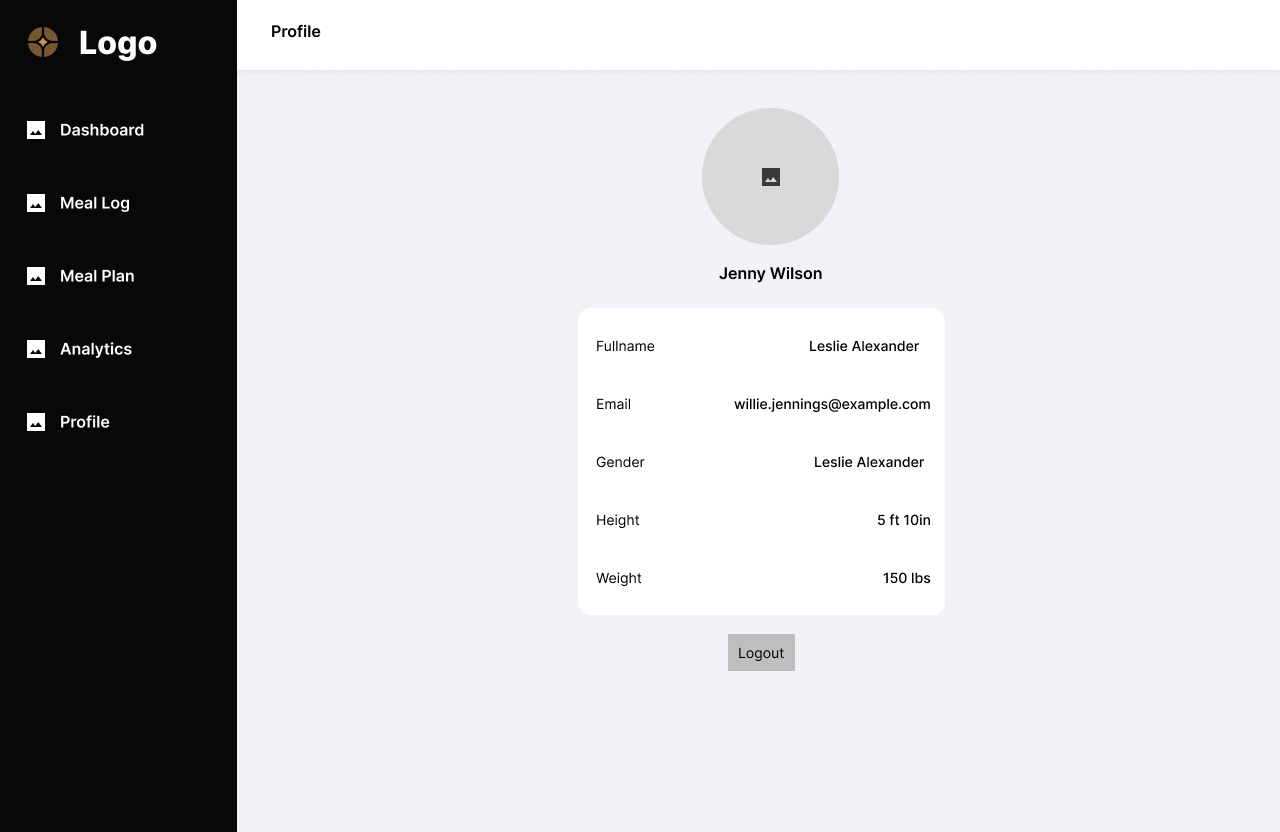 Logo
Profile
Dashboard
Meal Log
Meal Plan
Analytics
Profile
Jenny Wilson
Fullname Leslie Alexander
Email willie.jennings@example.com
Gender Leslie Alexander
Height 5 ft 10in
Weight 150 lbs
Logout